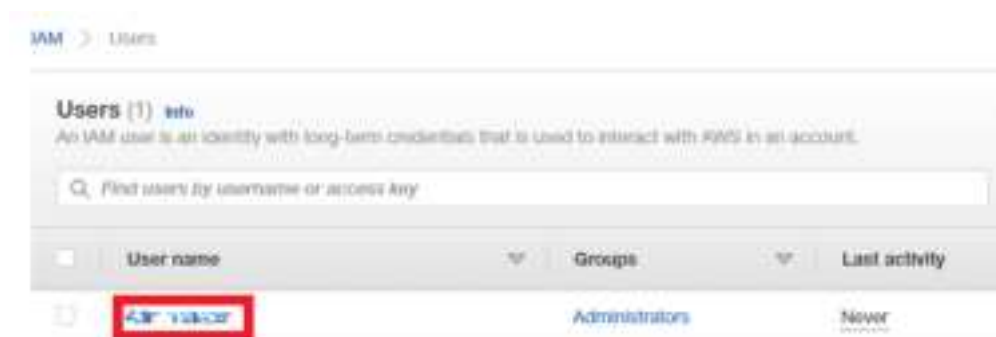 IAM > Users
Users (1) Info
An IAM user is an identity with long-term credentials that is used to interact with AWS in an account.
Find users by username or access key
User name Groups Last activity
Administrators Never